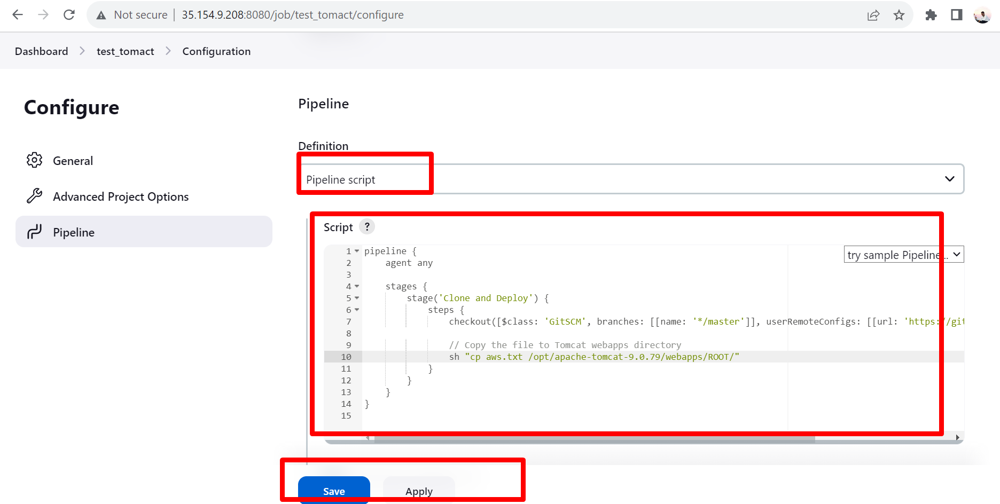 Not secure | 35.154.9.208:8080/job/test_tomact/configure
Dashboard > test_tomact > Configuration
Configure
General
Advanced Project Options
Pipeline
Pipeline
Definition
Pipeline script
Script ?
try sample Pipeline...
1 pipeline {
2     agent any
3
4     stages {
5         stage('Clone and Deploy') {
6             steps {
7                 checkout([$class: 'GitSCM', branches: [[name: '*/master']], userRemoteConfigs: [[url: 'https://git
8
9                 // Copy the file to Tomcat webapps directory
10                 sh "cp aws.txt /opt/apache-tomcat-9.0.79/webapps/ROOT/"
11             }
12         }
13     }
14 }
15
Save
Apply